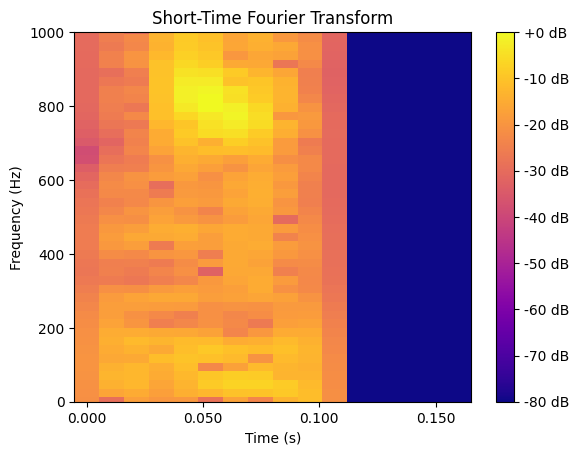 Short-Time Fourier Transform
Frequency (Hz)
1000
800
600
400
200
0
0.000
0.050
0.100
0.150
Time (s)
+0 dB
-10 dB
-20 dB
-30 dB
-40 dB
-50 dB
-60 dB
-70 dB
-80 dB